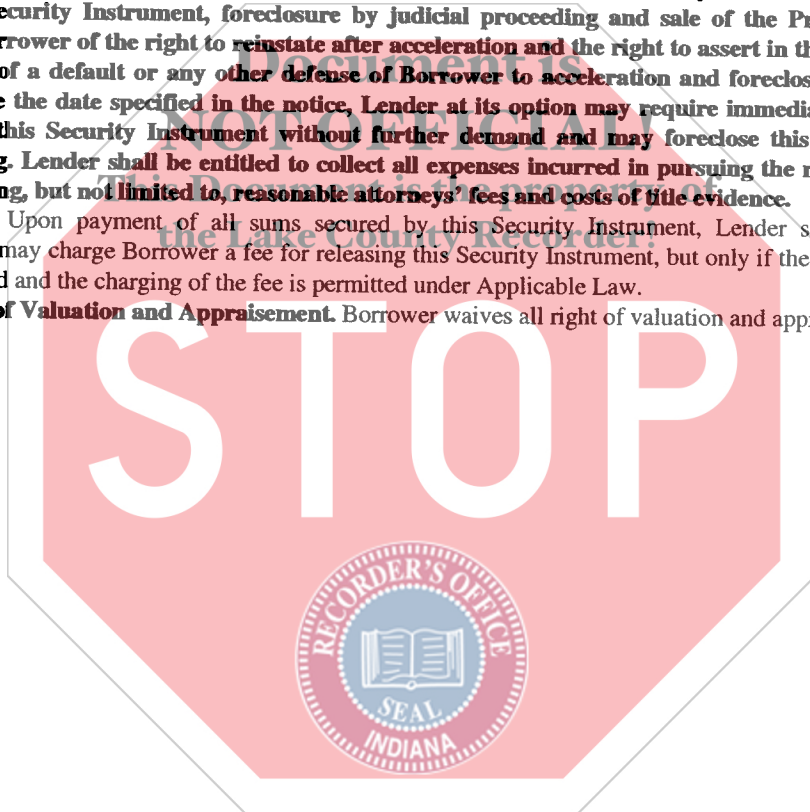 ecurity Instrument, foreclosure by judicial proceeding and sale of the Pr
rrower of the right to reinstate after acceleration and the right to assert in th
of a default or any other defense of Borrower to acceleration and foreclos
e the date specified in the notice, Lender at its option may require immedia
this Security Instrument without further demand and may foreclose this
g. Lender shall be entitled to collect all expenses incurred in pursuing the r
ng, but not limited to, reasonable attorneys' fees and costs of title evidence.
Upon payment of all sums secured by this Security Instrument, Lender s
may charge Borrower a fee for releasing this Security Instrument, but only if the
d and the charging of the fee is permitted under Applicable Law.
of Valuation and Appraisement. Borrower waives all right of valuation and appr
Document is
NOT OFFICIAL!
This Document is the property of
the Lake County Recorder!
STOP
RECORDER'S OFFICE
SEAL
INDIANA